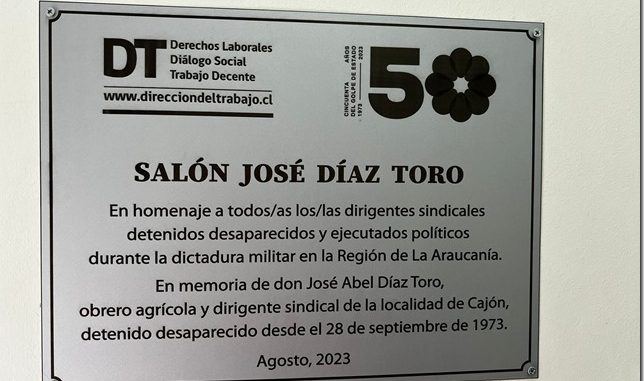 DT
Derechos Laborales
Diálogo Social
Trabajo Decente
www.direcciondeltrabajo.cl
CINCUENTA AÑOS
DEL GOLPE DE ESTADO
1973 2023
50
SALÓN JOSÉ DÍAZ TORO
En homenaje a todos/as los/las dirigentes sindicales
detenidos desaparecidos y ejecutados políticos
durante la dictadura militar en la Región de La Araucanía.
En memoria de don José Abel Díaz Toro,
obrero agrícola y dirigente sindical de la localidad de Cajón,
detenido desaparecido desde el 28 de septiembre de 1973.
Agosto, 2023